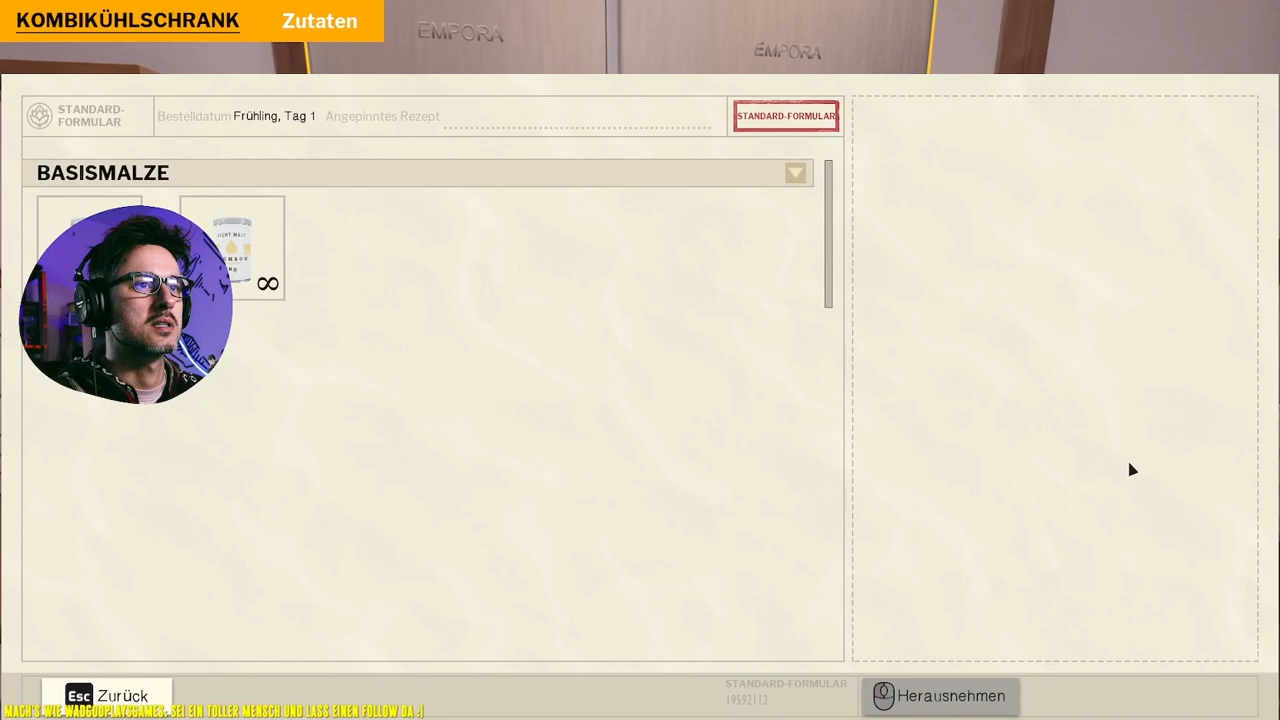 KOMBIKÜHLSCHRANK Zutaten
EMPORA
EMPORA
STANDARD-
FORMULAR
Bestelldatum Frühling, Tag 1 Angepinntes Rezept
STANDARD-FORMULAR
BASISMALZE
LIGHT MALT
∞
Esc Zurück
STANDARD-FORMULAR
19592112
Herausnehmen
MACH'S WIE WADGODPLAYSGAMES: SEI EIN TOLLER MENSCH UND LASS EINEN FOLLOW DA :)